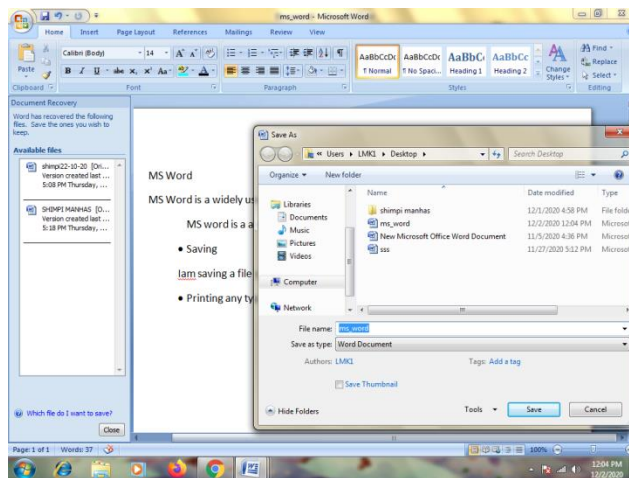 ms_word - Microsoft Word
Home Insert Page Layout References Mailings Review View
Calibri (Body) 14
Paste
B I U abc x, x² Aa A
AaBbCcDc AaBbCcDc AaBbC AaBbCc
¶ Normal ¶ No Spaci... Heading 1 Heading 2
Change Styles
Find
Replace
Select
Clipboard Font Paragraph Styles Editing
Document Recovery
Word has recovered the following
files. Save the ones you wish to
keep.
Available files
shimpi22-10-20 [Ori...
Version created last ...
5:08 PM Thursday, ...
SHIMPI MANHAS [O...
Version created last ...
5:18 PM Thursday, ...
Which file do I want to save?
Close
MS Word
MS Word is a widely us
MS word is a a
• Saving
Iam saving a file
• Printing any ty
Save As
« Users LMK1 Desktop
Search Desktop
Organize New folder
Libraries
Documents
Music
Pictures
Videos
Computer
Network
Name Date modified Type
shimpi manhas 12/1/2020 4:58 PM File folde
ms_word 12/2/2020 12:04 PM Microsof
New Microsoft Office Word Document 11/5/2020 4:36 PM Microsof
sss 11/27/2020 5:12 PM Microsof
File name: ms_word
Save as type: Word Document
Authors: LMK1 Tags: Add a tag
Save Thumbnail
Hide Folders Tools Save Cancel
Page: 1 of 1 Words: 37 100%
12:04 PM
12/2/2020